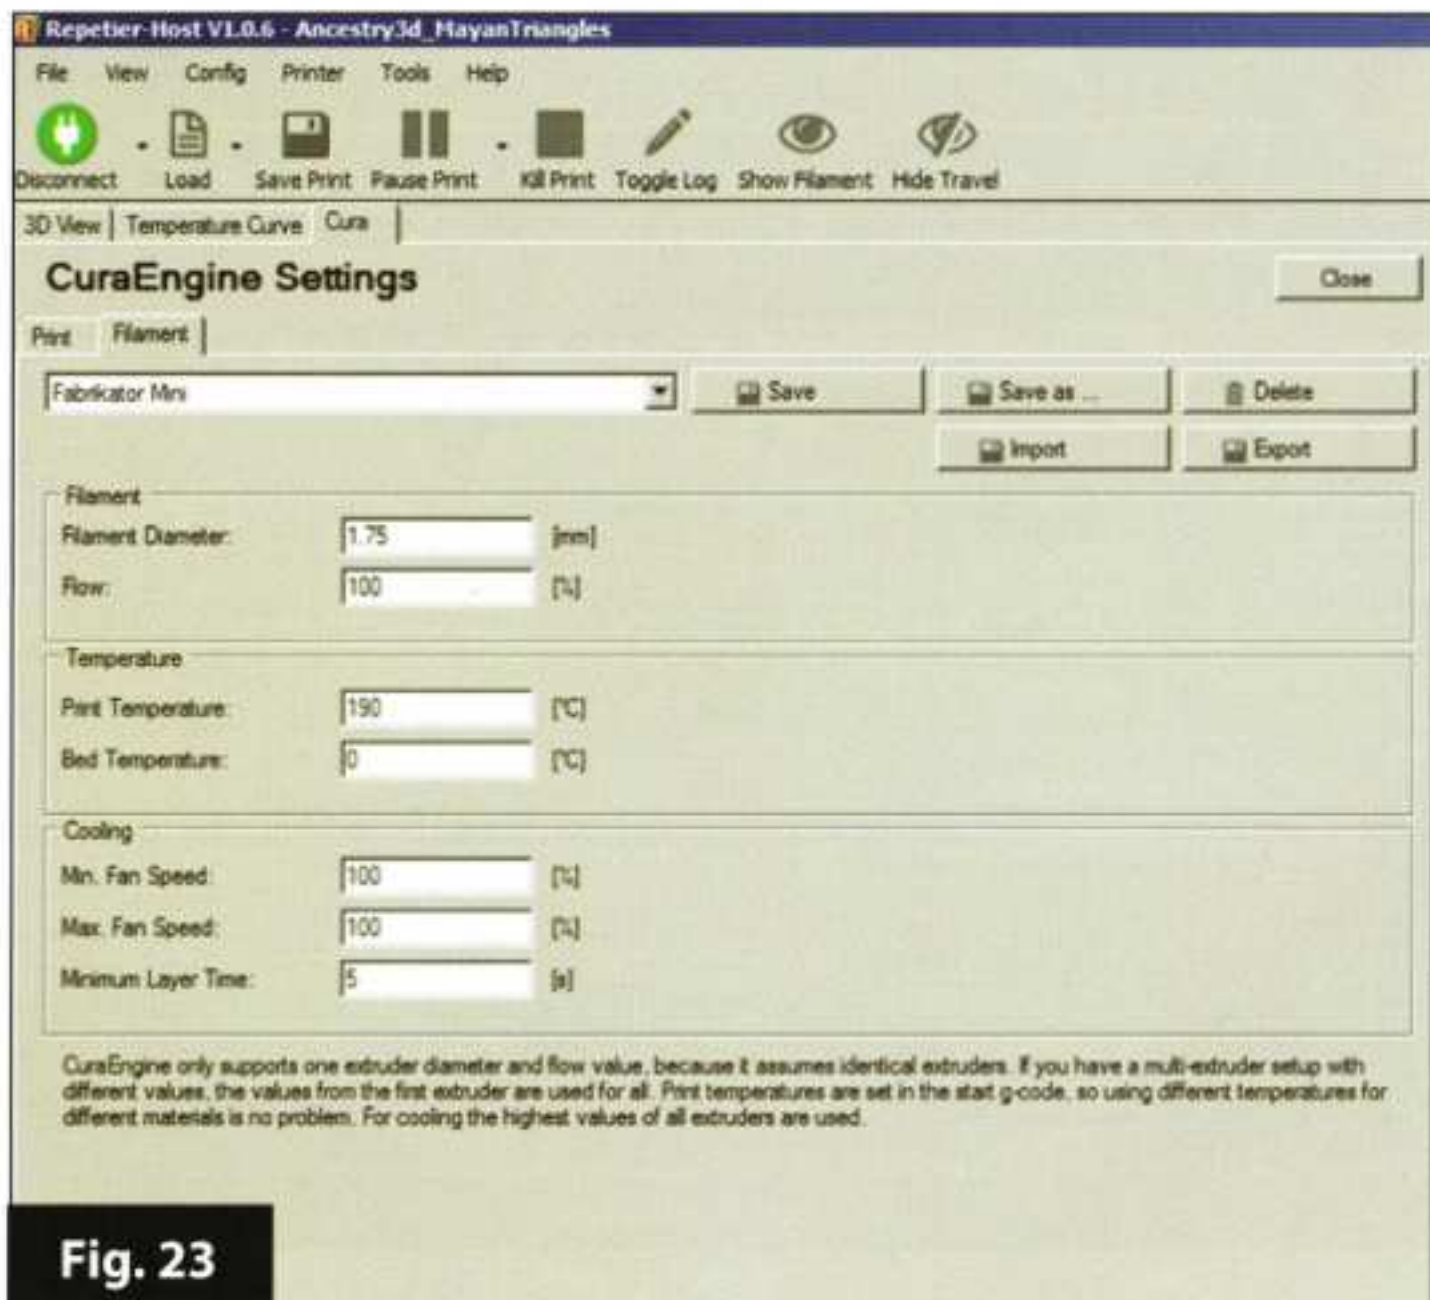 Repetier-Host V1.0.6 - Ancestry3d_MayanTriangles
File View Config Printer Tools Help
Disconnect Load Save Print Pause Print Kill Print Toggle Log Show Filament Hide Travel
3D View Temperature Curve Cura
CuraEngine Settings Close
Print Filament
Fabrikator Mini Save Save as ... Delete
Import Export
Filament
Filament Diameter: 1.75 [mm]
Flow: 100 [%]
Temperature
Print Temperature: 190 [°C]
Bed Temperature: 0 [°C]
Cooling
Min. Fan Speed: 100 [%]
Max. Fan Speed: 100 [%]
Minimum Layer Time: 5 [s]
CuraEngine only supports one extruder diameter and flow value, because it assumes identical extruders. If you have a multi-extruder setup with
different values, the values from the first extruder are used for all. Print temperatures are set in the start g-code, so using different temperatures for
different materials is no problem. For cooling the highest values of all extruders are used.
Fig. 23